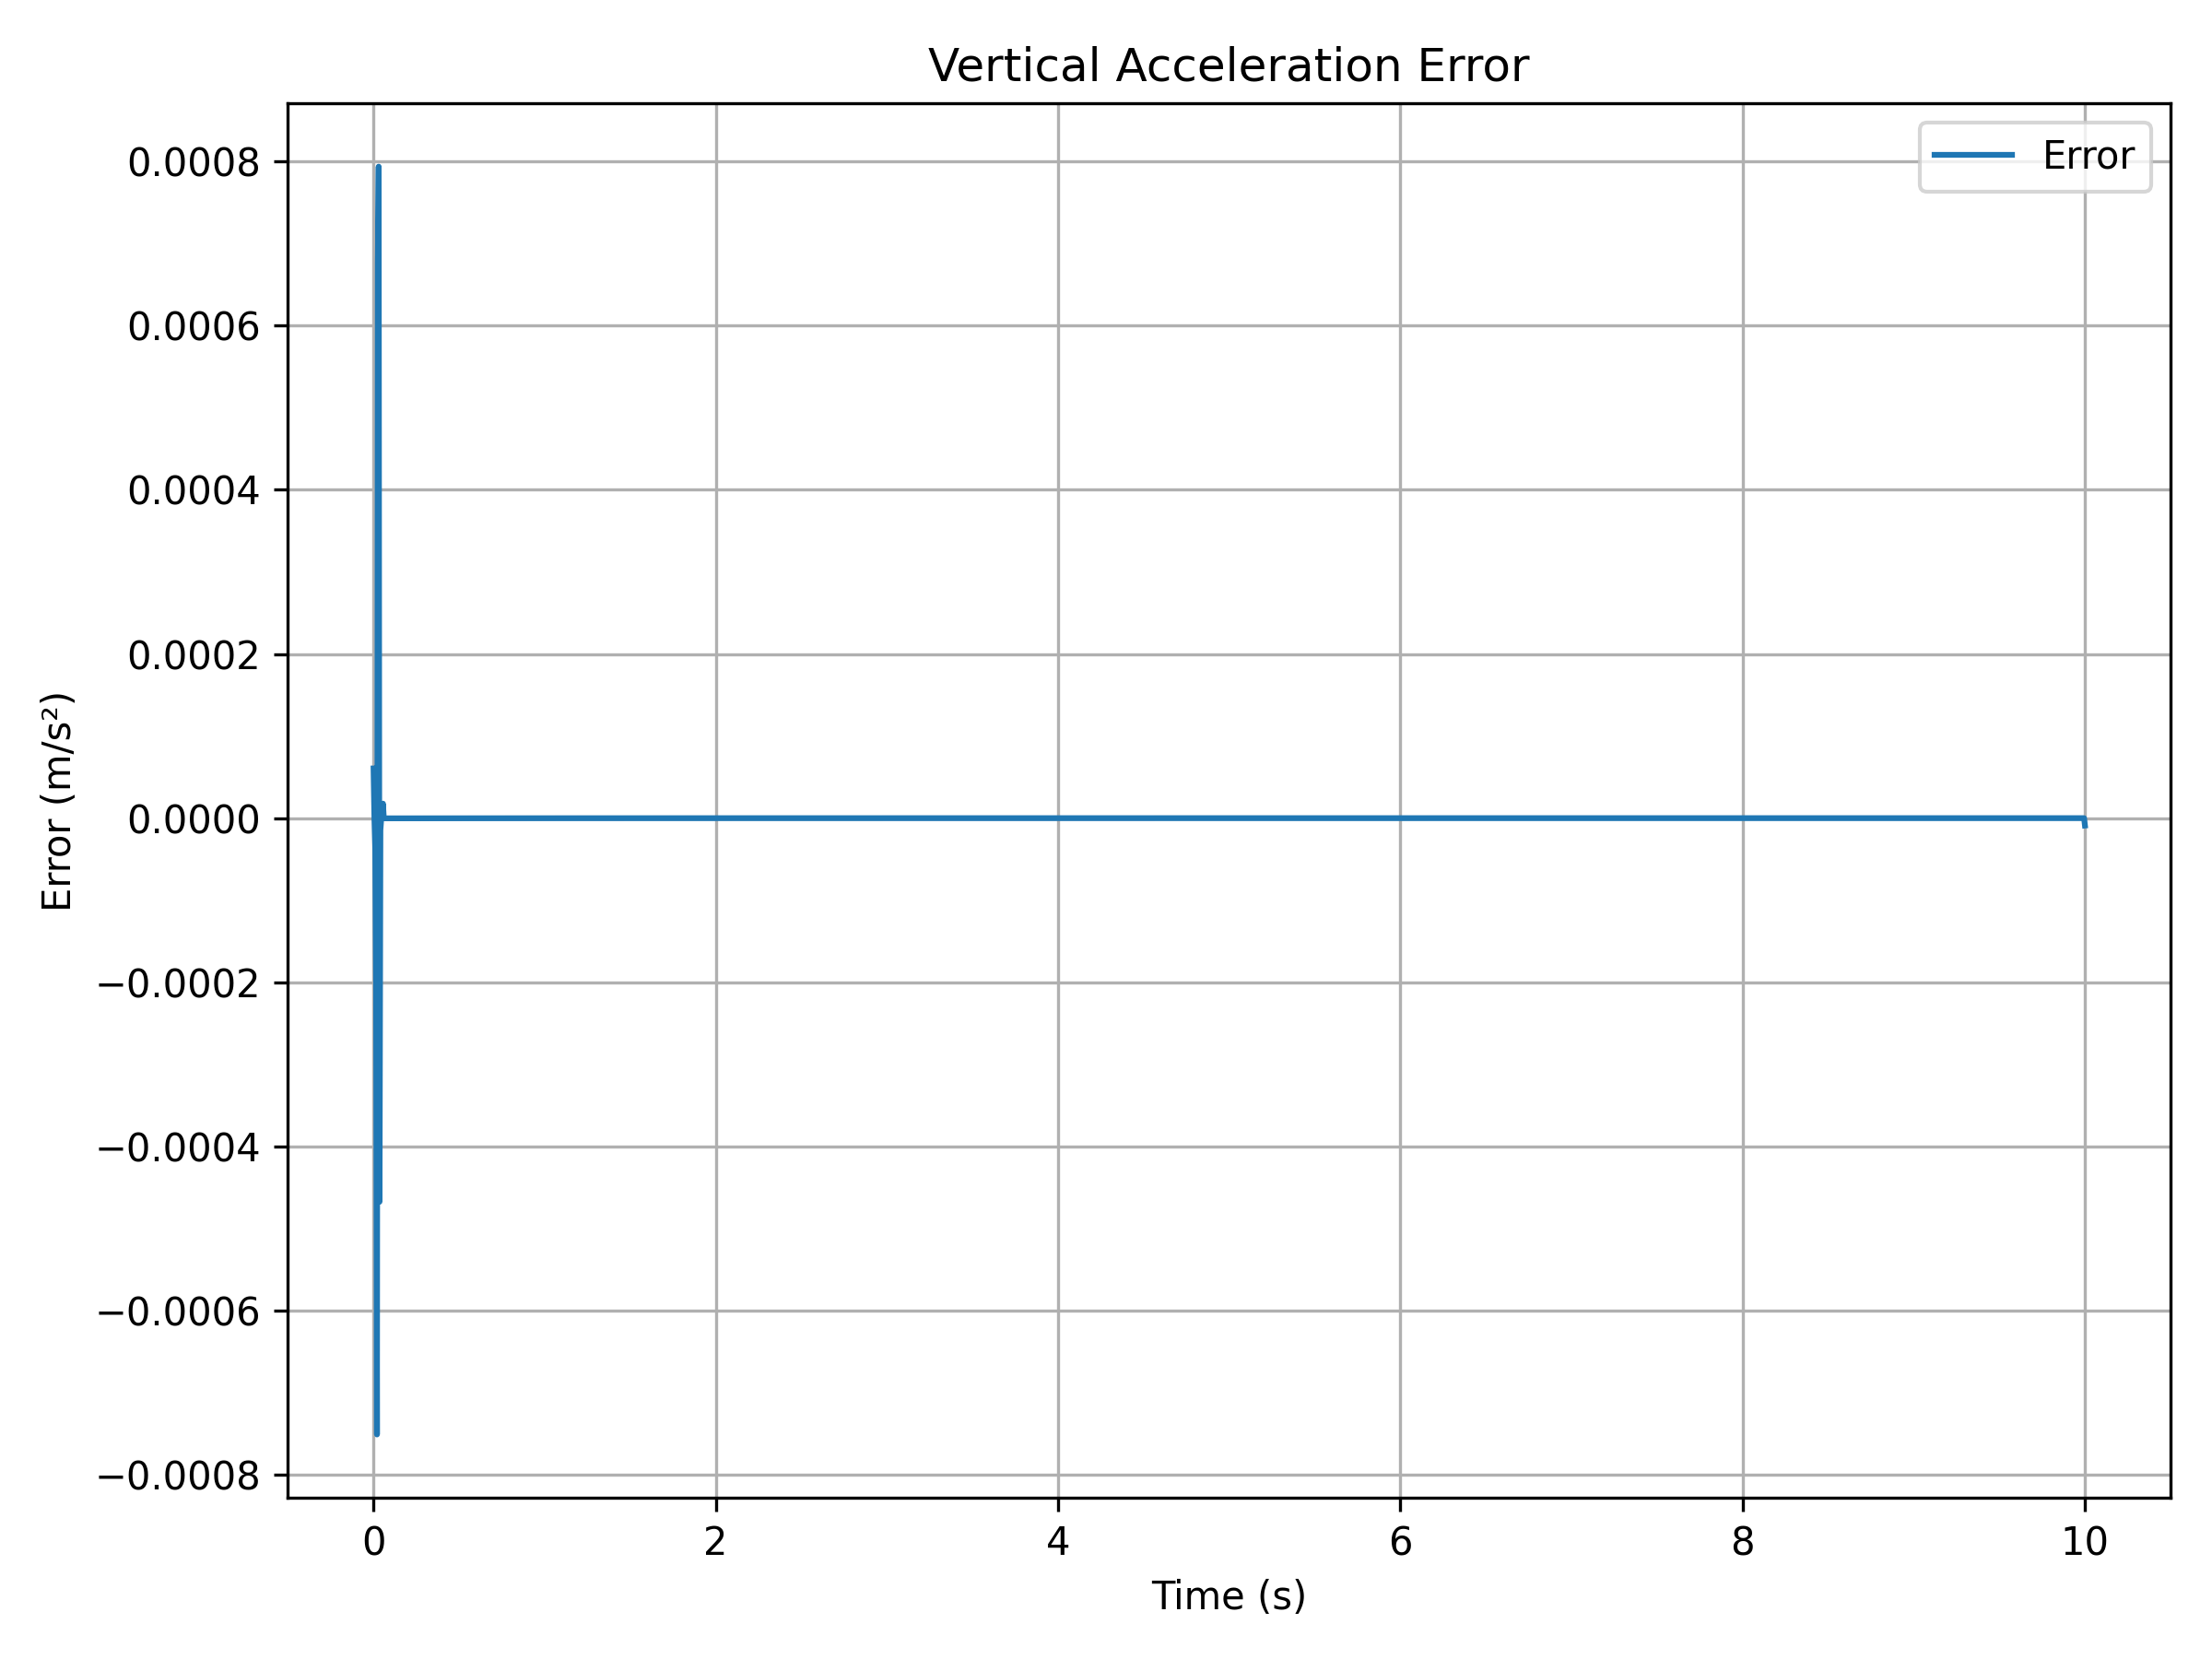 Vertical Acceleration Error
Error
0.0008
0.0006
0.0004
0.0002
0.0000
−0.0002
−0.0004
−0.0006
−0.0008
Error (m/s²)
0 2 4 6 8 10
Time (s)